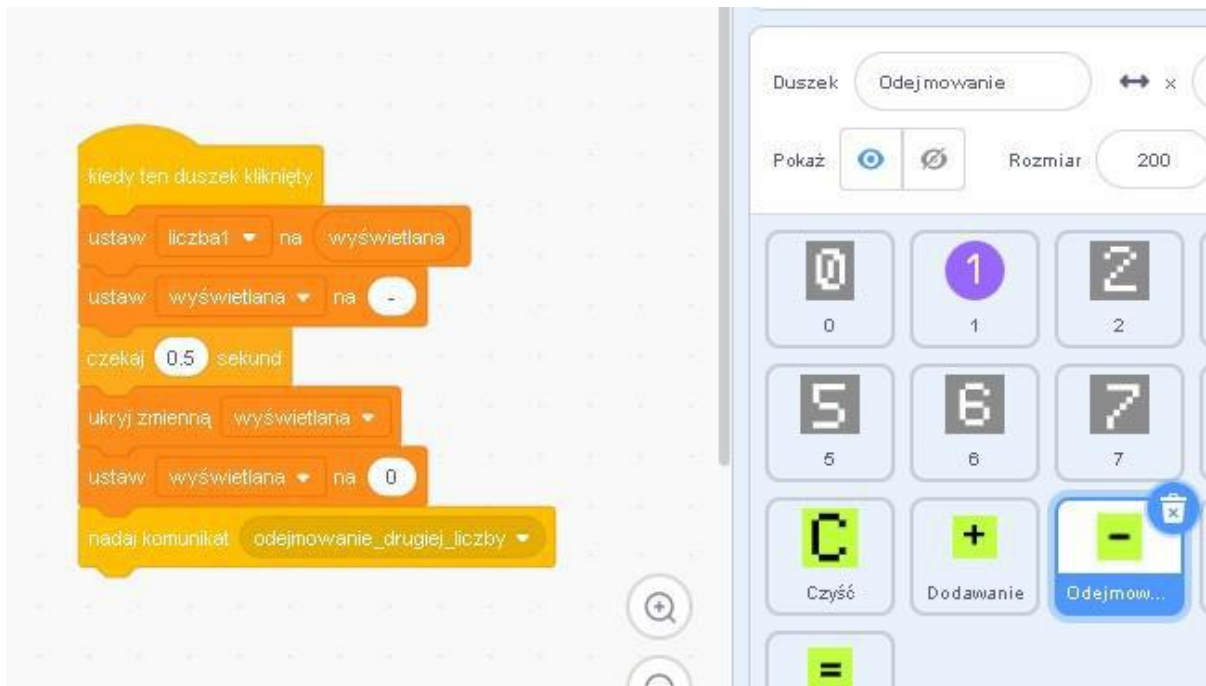 kiedy ten duszek kliknięty
ustaw liczba1 na wyświetlana
ustaw wyświetlana na -
czekaj 0.5 sekund
ukryj zmienną wyświetlana
ustaw wyświetlana na 0
nadaj komunikat odejmowanie_drugiej_liczby
Duszek Odejmowanie x
Pokaż Rozmiar 200
0 1 2
0 1 2
5 6 7
5 6 7
C + -
Czyść Dodawanie Odejmow...
=